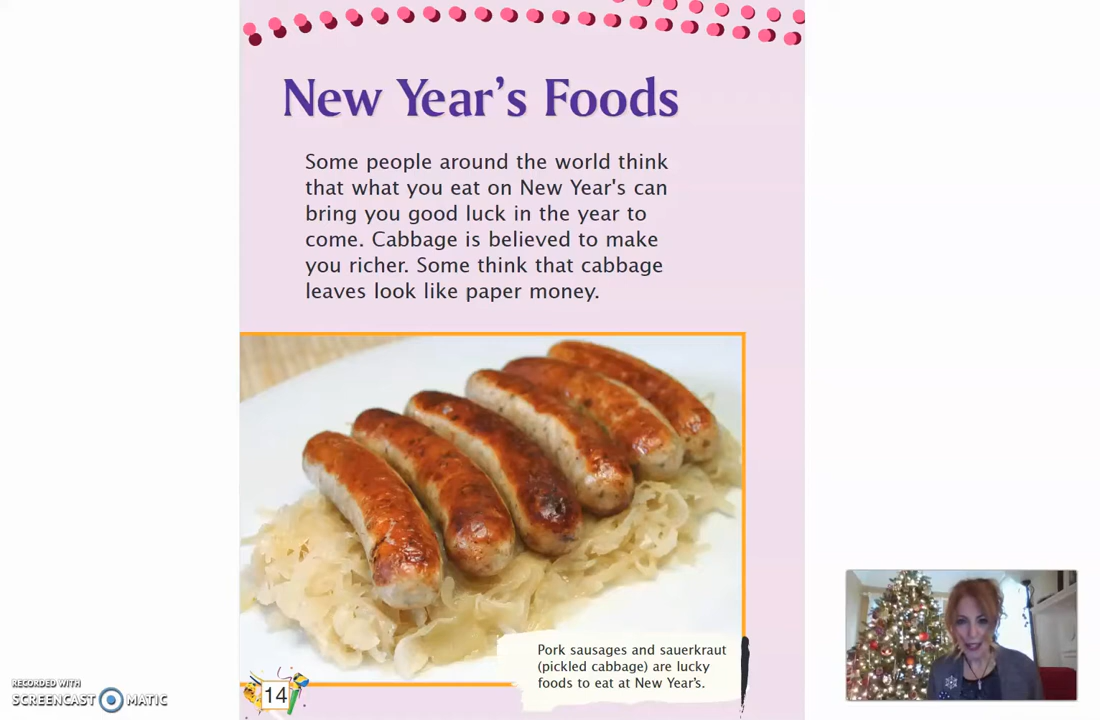 New Year's Foods
Some people around the world think
that what you eat on New Year's can
bring you good luck in the year to
come. Cabbage is believed to make
you richer. Some think that cabbage
leaves look like paper money.
Pork sausages and sauerkraut
(pickled cabbage) are lucky
foods to eat at New Year's.
14
RECORDED WITH
SCREENCAST MATIC